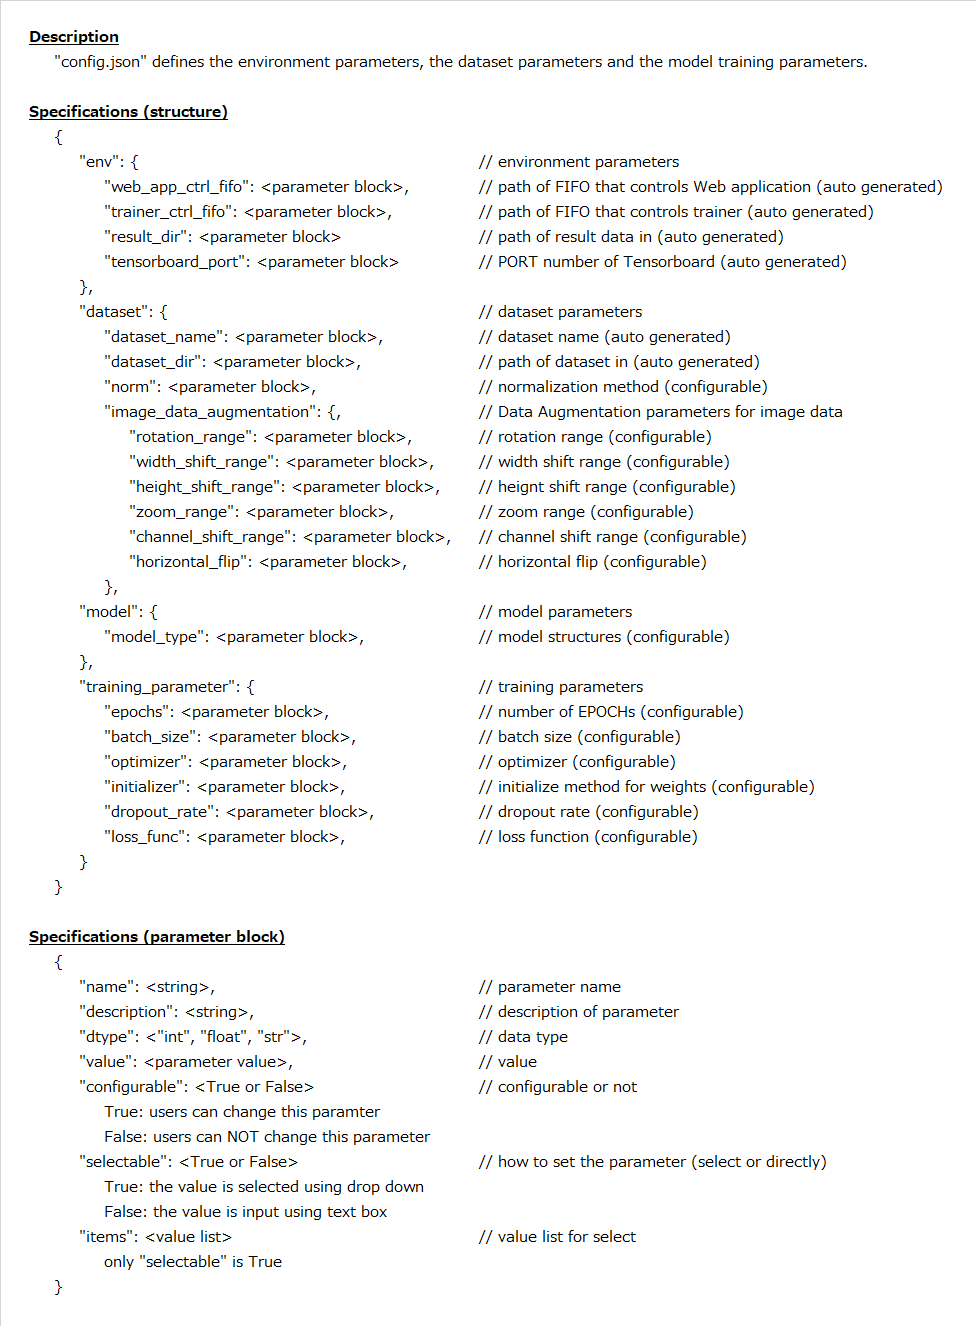 Description
"config.json" defines the environment parameters, the dataset parameters and the model training parameters.
Specifications (structure)
{
"env": { // environment parameters
"web_app_ctrl_fifo": <parameter block>, // path of FIFO that controls Web application (auto generated)
"trainer_ctrl_fifo": <parameter block>, // path of FIFO that controls trainer (auto generated)
"result_dir": <parameter block> // path of result data in (auto generated)
"tensorboard_port": <parameter block> // PORT number of Tensorboard (auto generated)
},
"dataset": { // dataset parameters
"dataset_name": <parameter block>, // dataset name (auto generated)
"dataset_dir": <parameter block>, // path of dataset in (auto generated)
"norm": <parameter block>, // normalization method (configurable)
"image_data_augmentation": {, // Data Augmentation parameters for image data
"rotation_range": <parameter block>, // rotation range (configurable)
"width_shift_range": <parameter block>, // width shift range (configurable)
"height_shift_range": <parameter block>, // heignt shift range (configurable)
"zoom_range": <parameter block>, // zoom range (configurable)
"channel_shift_range": <parameter block>, // channel shift range (configurable)
"horizontal_flip": <parameter block>, // horizontal flip (configurable)
},
"model": { // model parameters
"model_type": <parameter block>, // model structures (configurable)
},
"training_parameter": { // training parameters
"epochs": <parameter block>, // number of EPOCHs (configurable)
"batch_size": <parameter block>, // batch size (configurable)
"optimizer": <parameter block>, // optimizer (configurable)
"initializer": <parameter block>, // initialize method for weights (configurable)
"dropout_rate": <parameter block>, // dropout rate (configurable)
"loss_func": <parameter block>, // loss function (configurable)
}
}
Specifications (parameter block)
{
"name": <string>, // parameter name
"description": <string>, // description of parameter
"dtype": <"int", "float", "str">, // data type
"value": <parameter value>, // value
"configurable": <True or False> // configurable or not
True: users can change this paramter
False: users can NOT change this parameter
"selectable": <True or False> // how to set the parameter (select or directly)
True: the value is selected using drop down
False: the value is input using text box
"items": <value list> // value list for select
only "selectable" is True
}